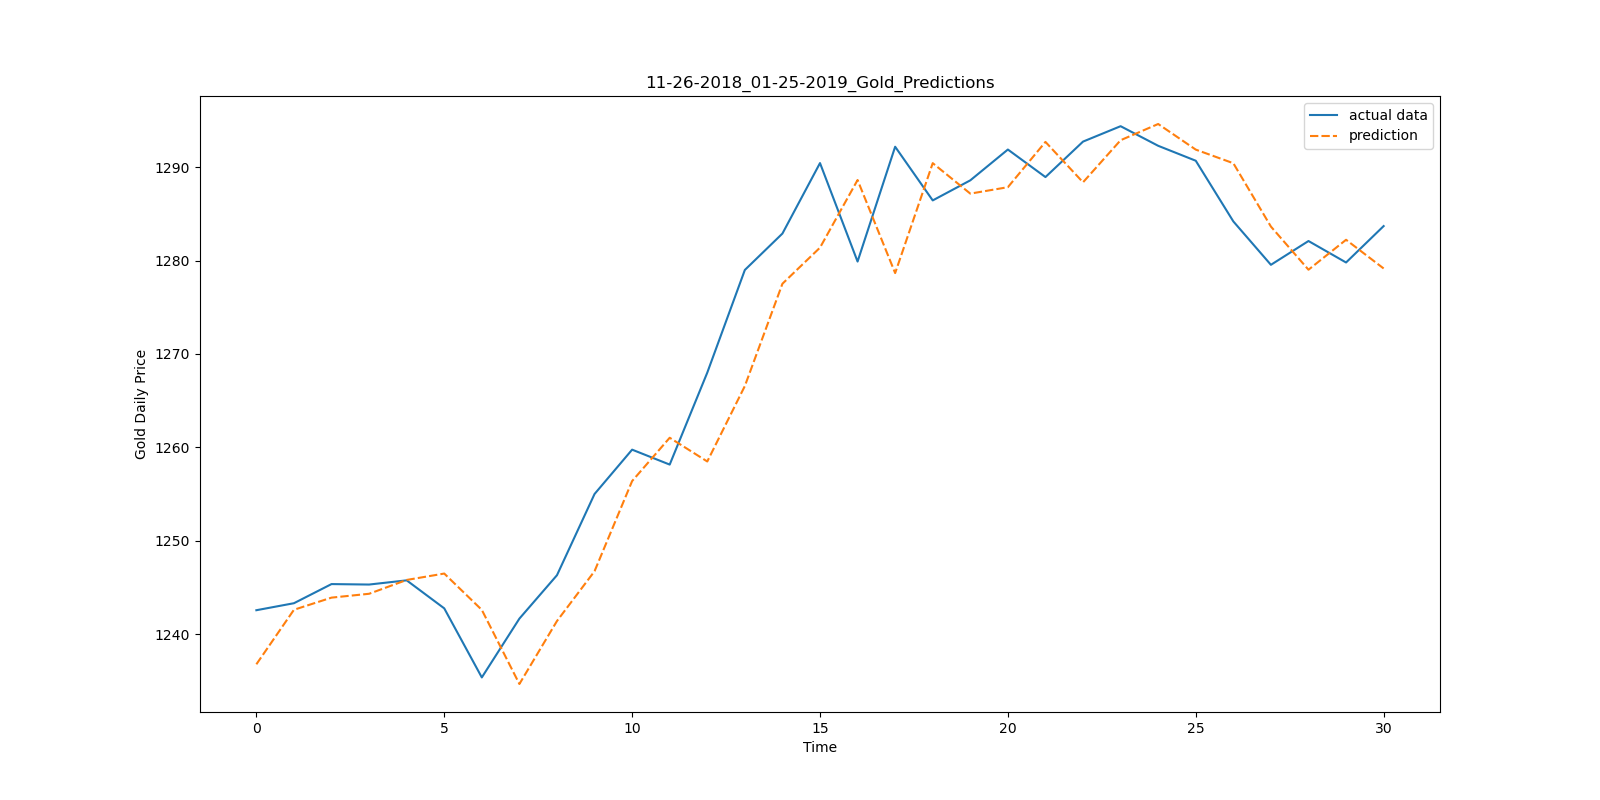 11-26-2018_01-25-2019_Gold_Predictions
actual data
prediction
Gold Daily Price
1290
1280
1270
1260
1250
1240
0 5 10 15 20 25 30
Time